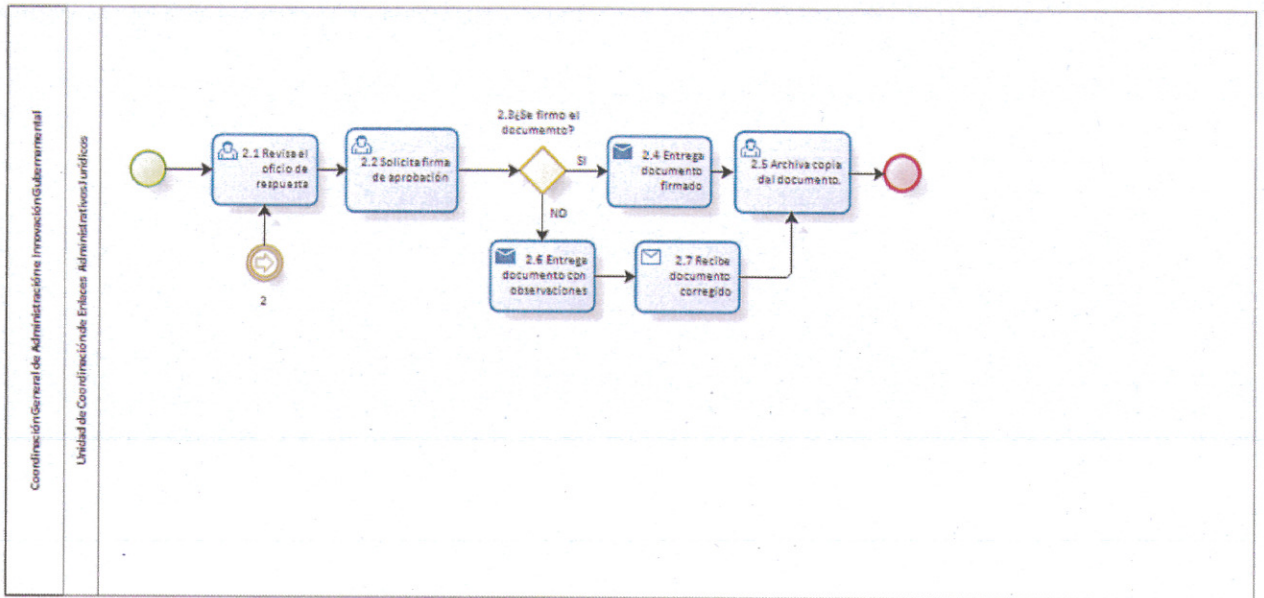 Coordinación General de Administración e Innovación Gubernamental
Unidad de Coordinación de Enlaces Administrativos Jurídicos
2.1 Revisa el
oficio de
respuesta
2
2.2 Solicita firma
de aprobación
2.3¿Se firmo el
documento?
SI
2.4 Entrega
documento
firmado
2.5 Archiva copia
del documento.
NO
2.6 Entrega
documento con
observaciones
2.7 Recibe
documento
corregido